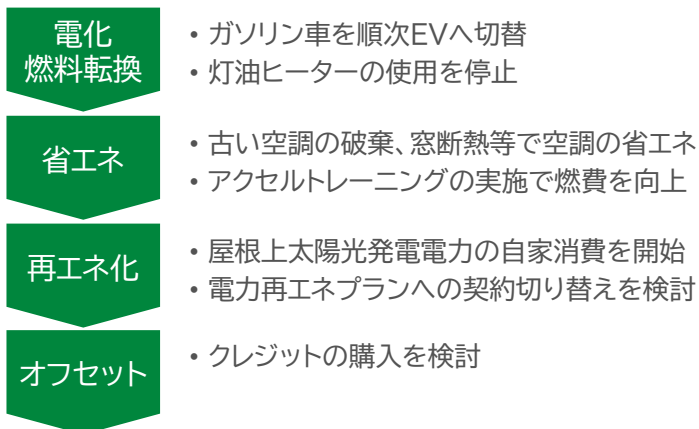 電化
燃料転換
• ガソリン車を順次EVへ切替
• 灯油ヒーターの使用を停止
省エネ
• 古い空調の破棄、窓断熱等で空調の省エネ
• アクセルトレーニングの実施で燃費を向上
再エネ化
• 屋根上太陽光発電電力の自家消費を開始
• 電力再エネプランへの契約切り替えを検討
オフセット
• クレジットの購入を検討